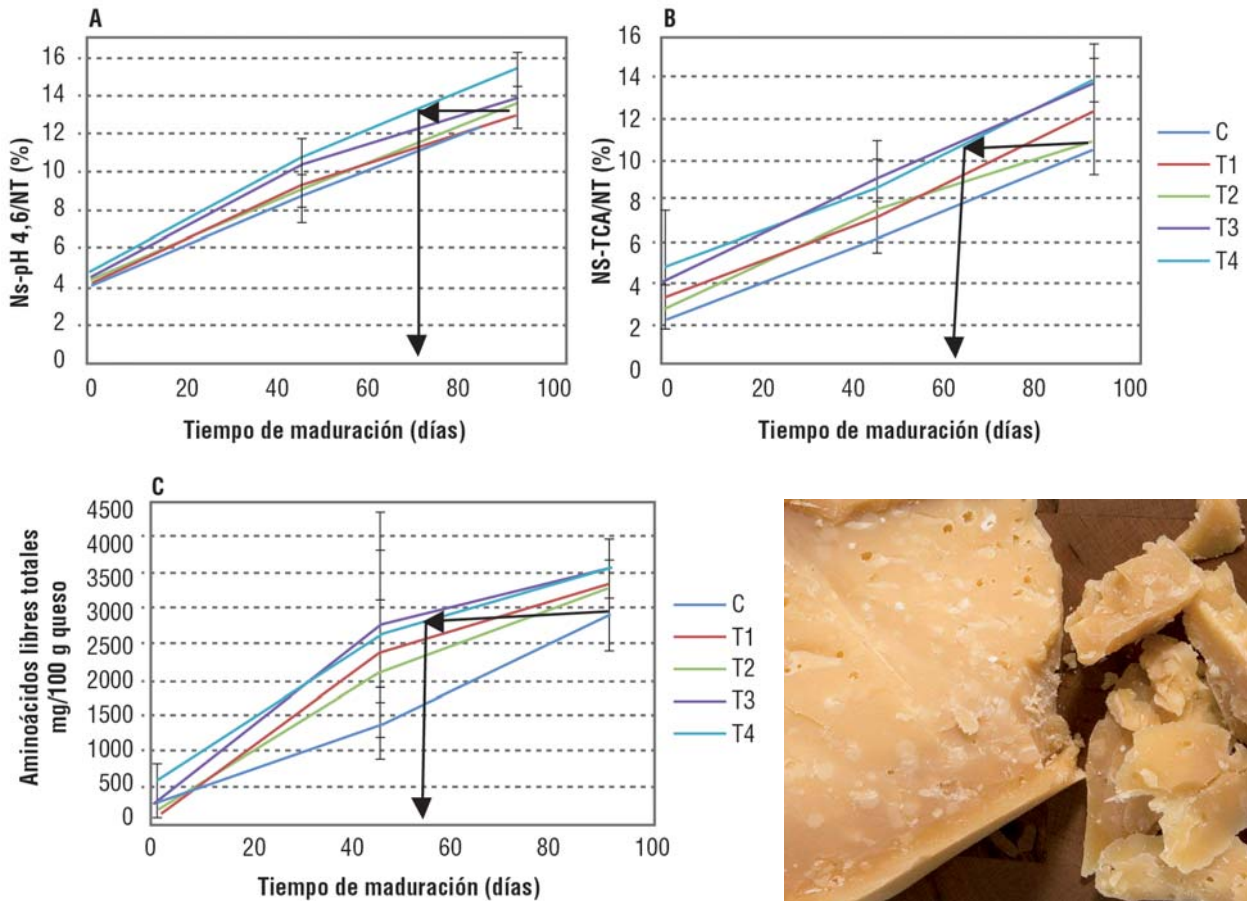 A
Ns-pH 4,6/NT (%)
16
14
12
10
8
6
4
2
0
0 20 40 60 80 100
Tiempo de maduración (días)
B
NS-TCA/NT (%)
16
14
12
10
8
6
4
2
0
0 20 40 60 80 100
Tiempo de maduración (días)
C
T1
T2
T3
T4
C
Aminoácidos libres totales
mg/100 g queso
4500
4000
3500
3000
2500
2000
1500
1000
500
0
0 20 40 60 80 100
Tiempo de maduración (días)
C
T1
T2
T3
T4